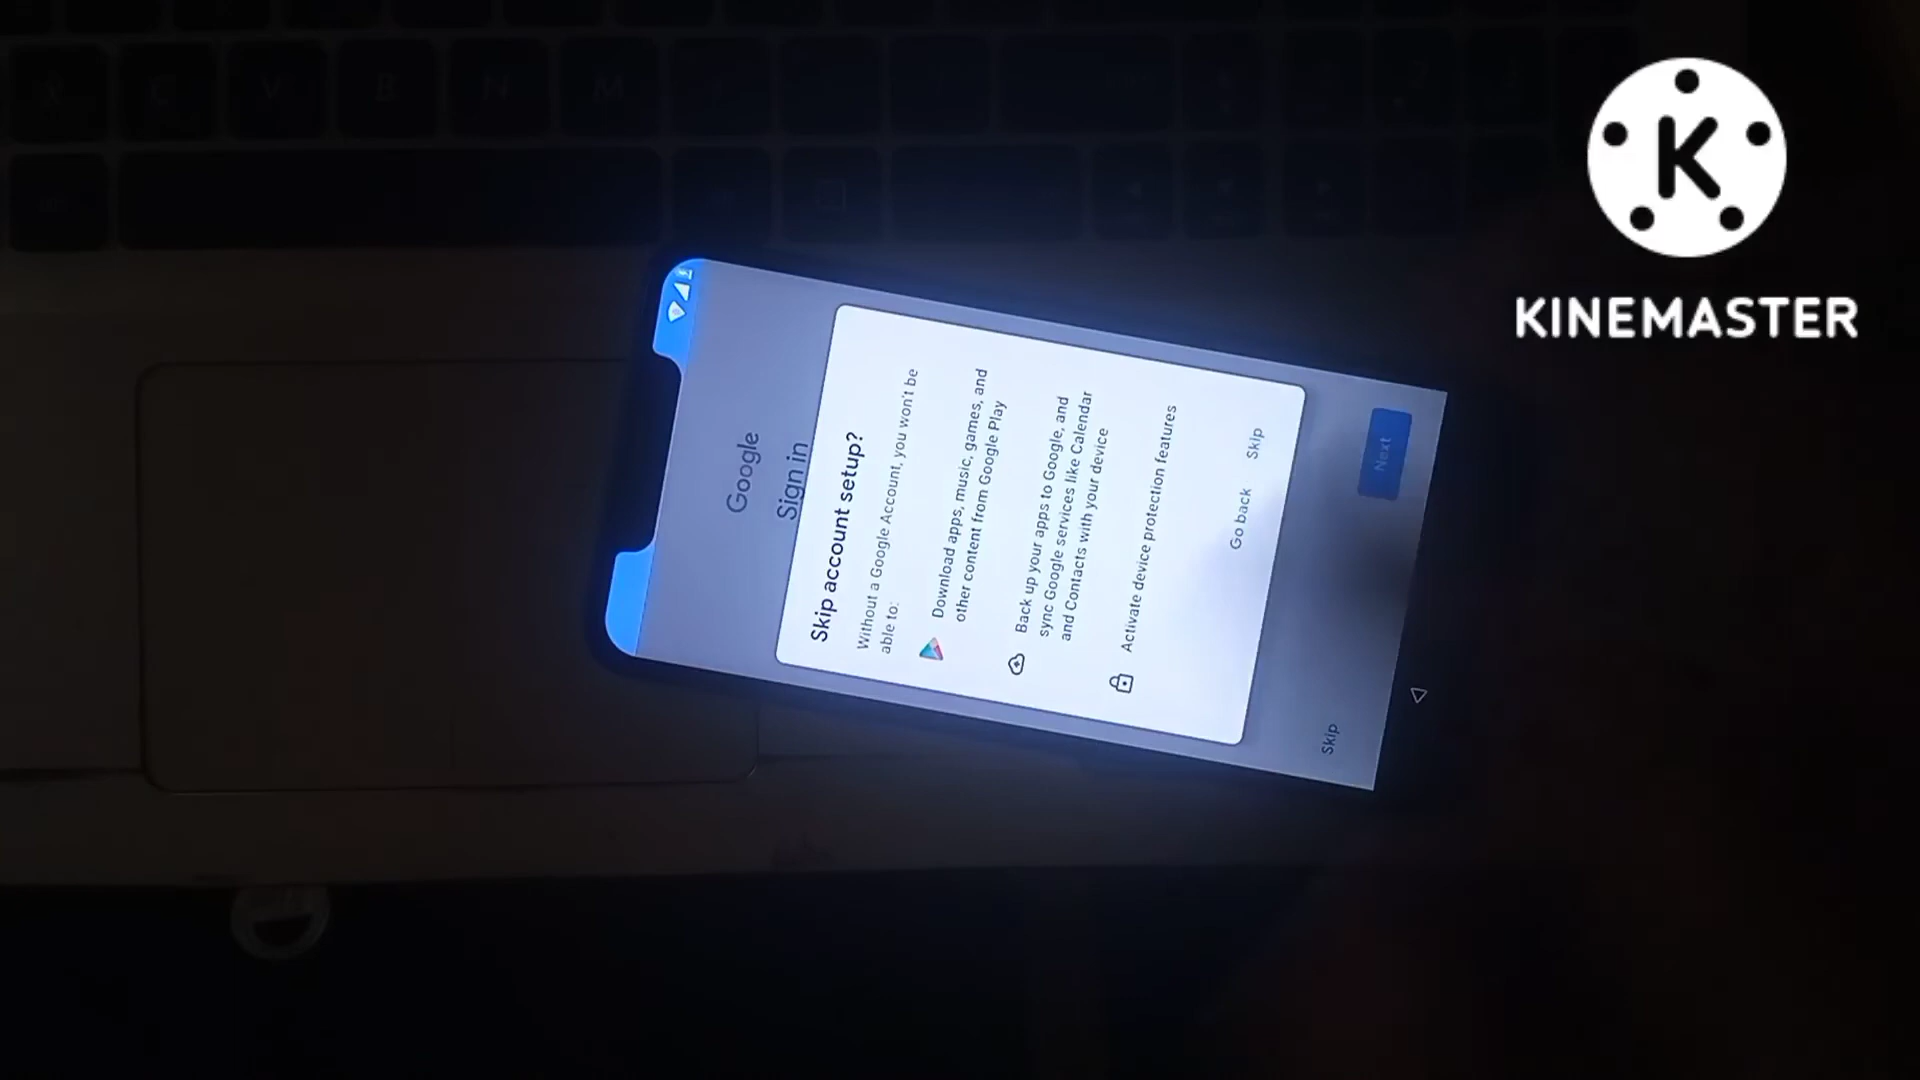 Google
Sign in
Skip account setup?
Without a Google Account, you won't be
able to:
Download apps, music, games, and
other content from Google Play
Back up your apps to Google, and
sync Google services like Calendar
and Contacts with your device
Activate device protection features
Go back
Skip
Skip
Next
K
KINEMASTER
V
B
N
M